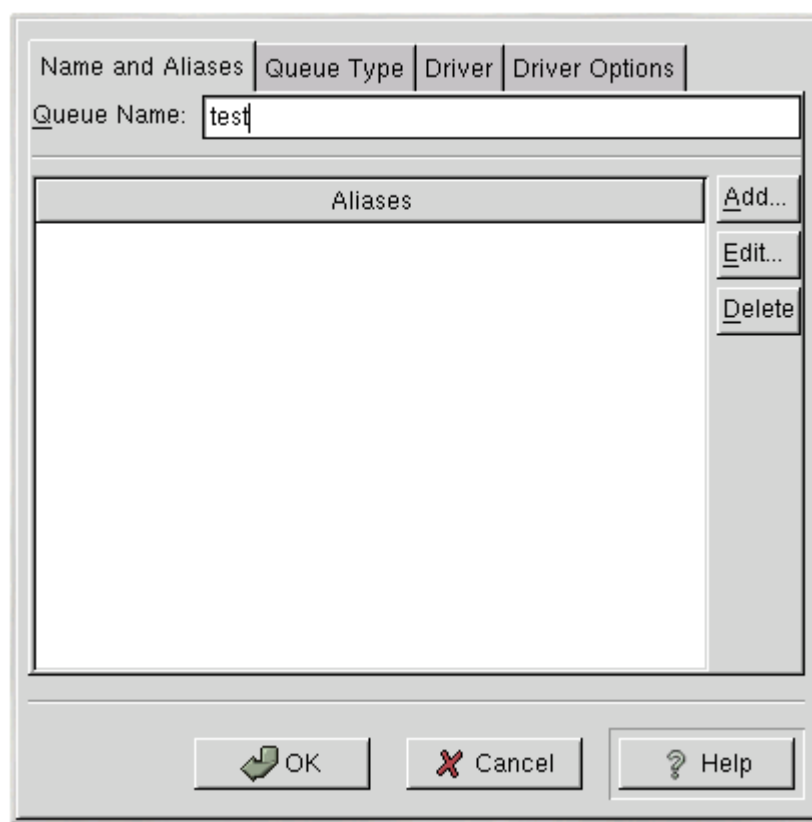 Name and Aliases Queue Type Driver Driver Options
Queue Name: test
Aliases
Add...
Edit...
Delete
OK Cancel Help